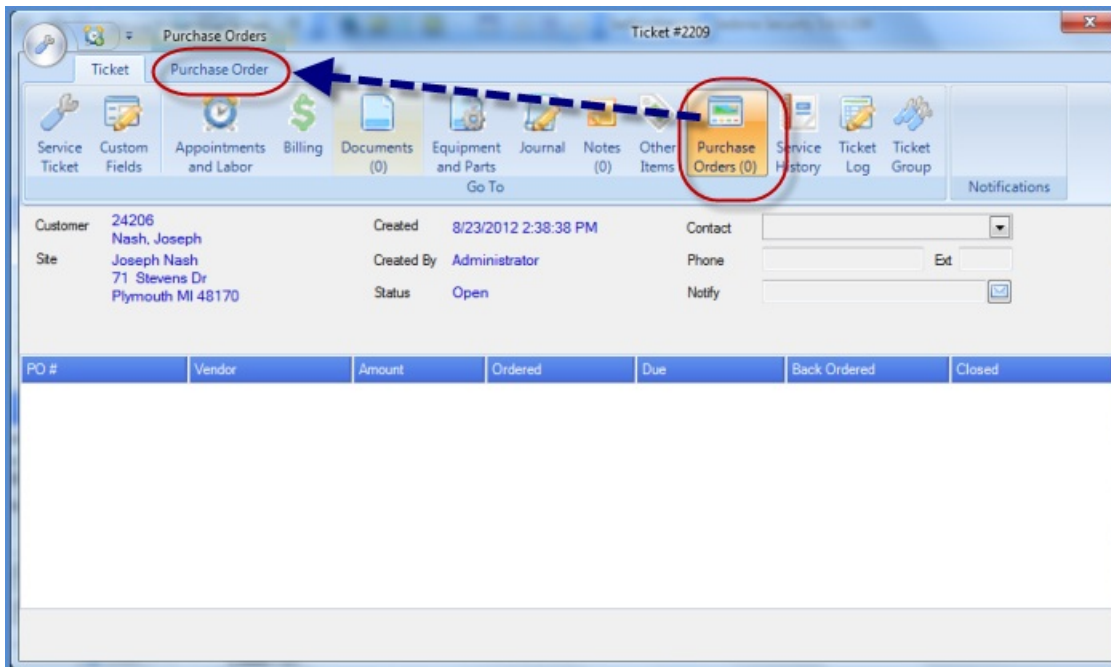 Purchase Orders
Ticket #2209
Ticket
Purchase Order
Service Ticket
Custom Fields
Appointments and Labor
Billing
Documents (0)
Equipment and Parts
Journal
Notes (0)
Other Items
Purchase Orders (0)
Service History
Ticket Log
Ticket Group
Go To
Notifications
Customer 24206 Created 8/23/2012 2:38:38 PM Contact
Nash, Joseph
Site Joseph Nash Created By Administrator Phone Ext
71 Stevens Dr
Plymouth MI 48170 Status Open Notify
PO # Vendor Amount Ordered Due Back Ordered Closed